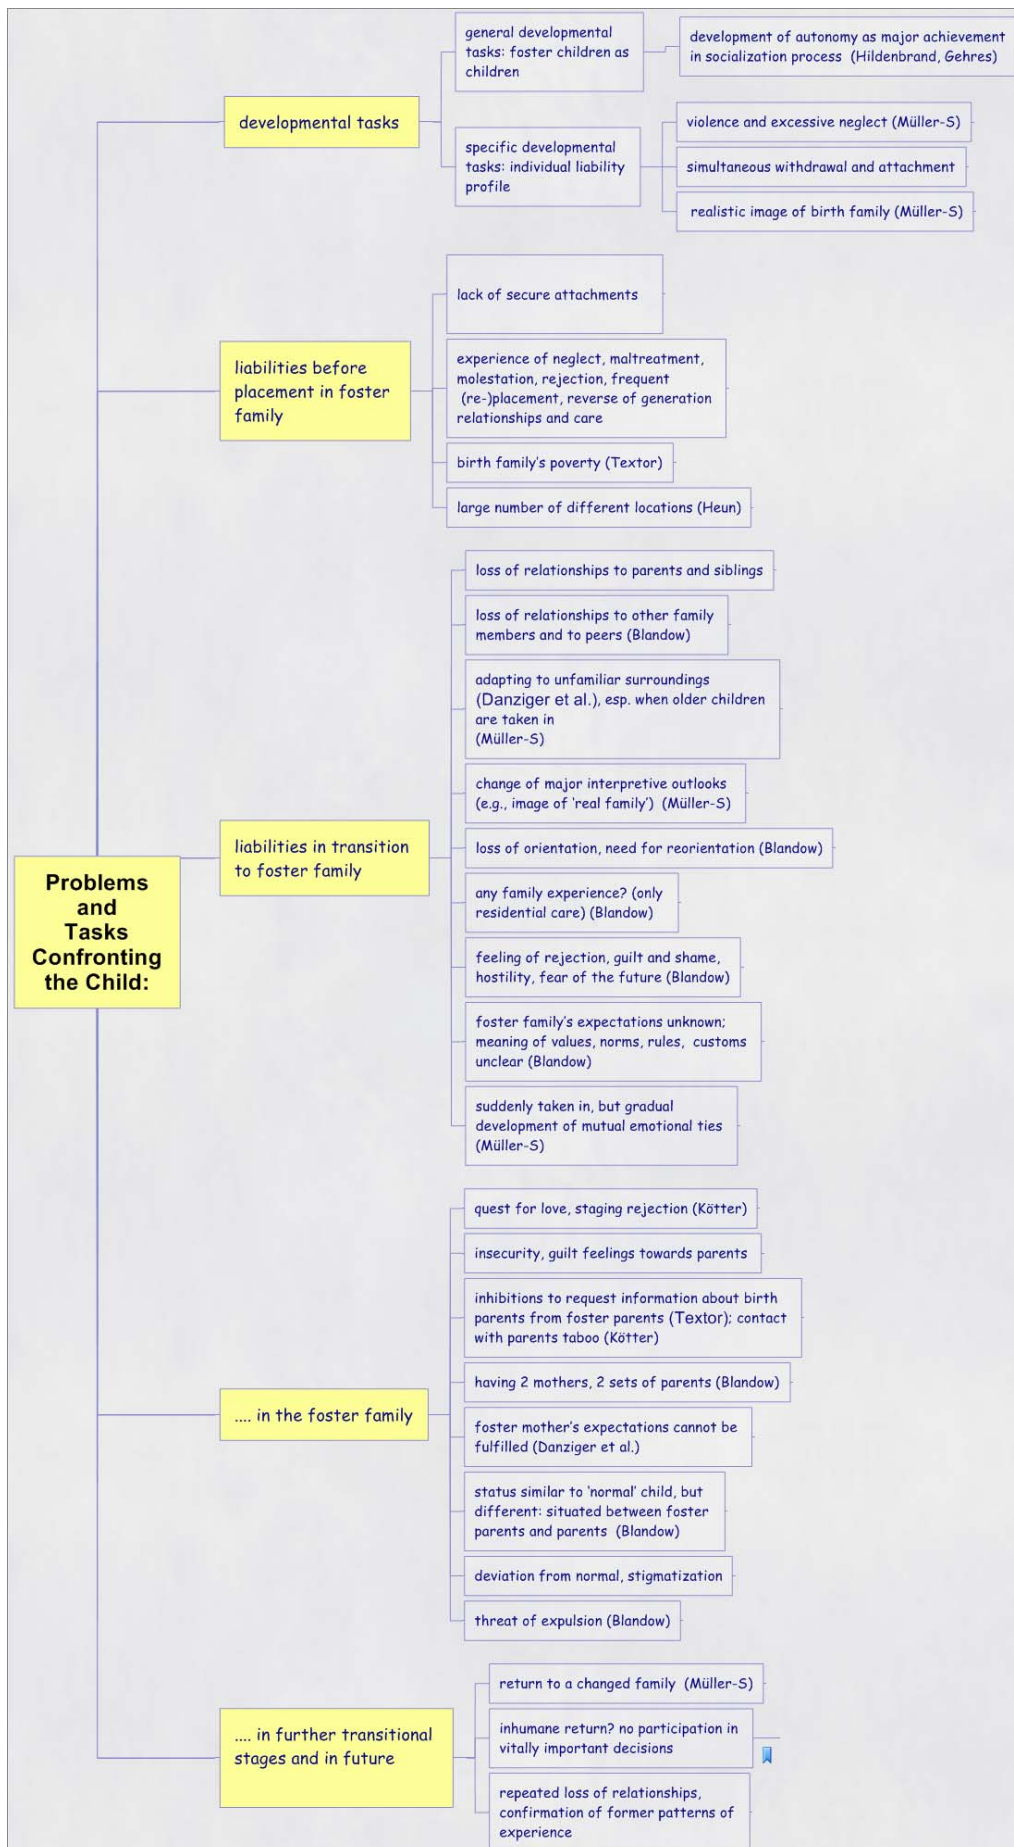 Problems
and
Tasks
Confronting
the Child:
developmental tasks
general developmental
tasks: foster children as
children
development of autonomy as major achievement
in socialization process (Hildenbrand, Gehres)
specific developmental
tasks: individual liability
profile
violence and excessive neglect (Müller-S)
simultaneous withdrawal and attachment
realistic image of birth family (Müller-S)
liabilities before
placement in foster
family
lack of secure attachments
experience of neglect, maltreatment,
molestation, rejection, frequent
(re-)placement, reverse of generation
relationships and care
birth family's poverty (Textor)
large number of different locations (Heun)
liabilities in transition
to foster family
loss of relationships to parents and siblings
loss of relationships to other family
members and to peers (Blandow)
adapting to unfamiliar surroundings
(Danziger et al.), esp. when older children
are taken in
(Müller-S)
change of major interpretive outlooks
(e.g., image of 'real family') (Müller-S)
loss of orientation, need for reorientation (Blandow)
any family experience? (only
residential care) (Blandow)
feeling of rejection, guilt and shame,
hostility, fear of the future (Blandow)
foster family's expectations unknown;
meaning of values, norms, rules, customs
unclear (Blandow)
suddenly taken in, but gradual
development of mutual emotional ties
(Müller-S)
.... in the foster family
quest for love, staging rejection (Kötter)
insecurity, guilt feelings towards parents
inhibitions to request information about birth
parents from foster parents (Textor); contact
with parents taboo (Kötter)
having 2 mothers, 2 sets of parents (Blandow)
foster mother's expectations cannot be
fulfilled (Danziger et al.)
status similar to 'normal' child, but
different: situated between foster
parents and parents (Blandow)
deviation from normal, stigmatization
threat of expulsion (Blandow)
.... in further transitional
stages and in future
return to a changed family (Müller-S)
inhumane return? no participation in
vitally important decisions
repeated loss of relationships,
confirmation of former patterns of
experience